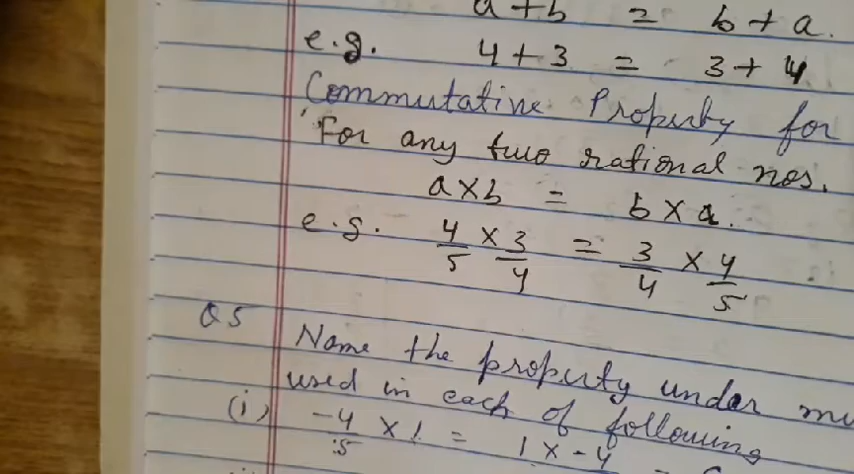 a + b = b + a.
e.g. 4 + 3 = 3 + 4
Commutative Property for
For any two rational nos.
a × b = b × a.
e.g. 4/5 × 3/4 = 3/4 × 4/5
Q5 Name the property under mu
used in each of following
(i) -4/5 × 1 = 1 × -4